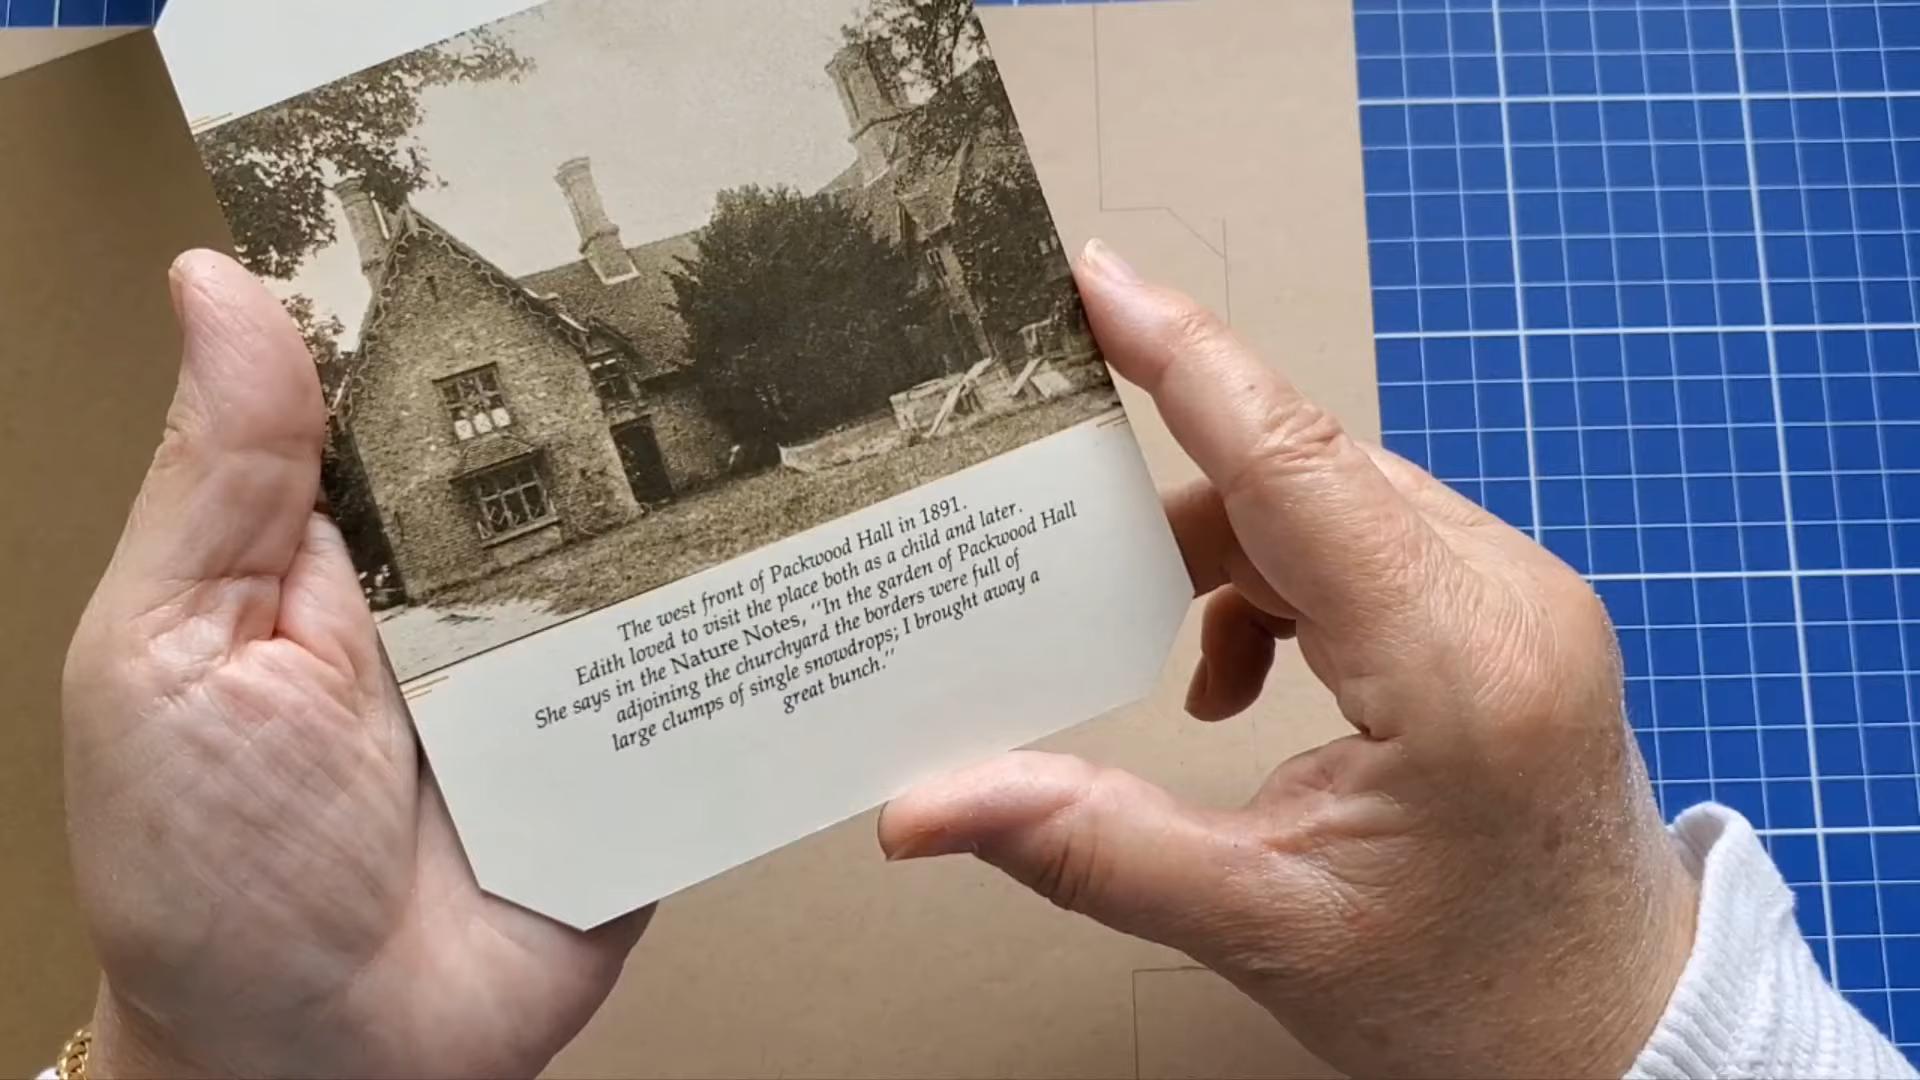 The west front of Packwood Hall in 1891.
Edith loved to visit the place both as a child and later.
She says in the Nature Notes, "In the garden of Packwood Hall
adjoining the churchyard the borders were full of
large clumps of single snowdrops; I brought away a
great bunch."